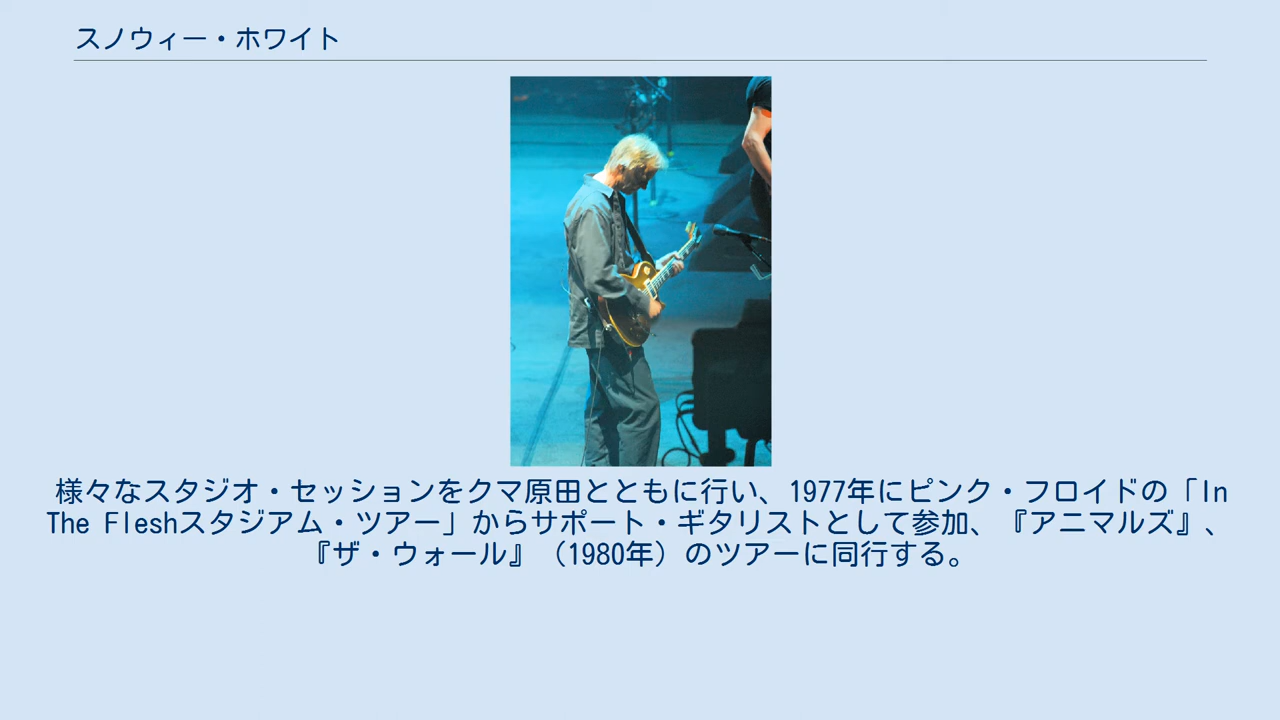 スノウィー・ホワイト
様々なスタジオ・セッションをクマ原田とともに行い、1977年にピンク・フロイドの「In
The Fleshスタジアム・ツアー」からサポート・ギタリストとして参加、『アニマルズ』、
『ザ・ウォール』（1980年）のツアーに同行する。